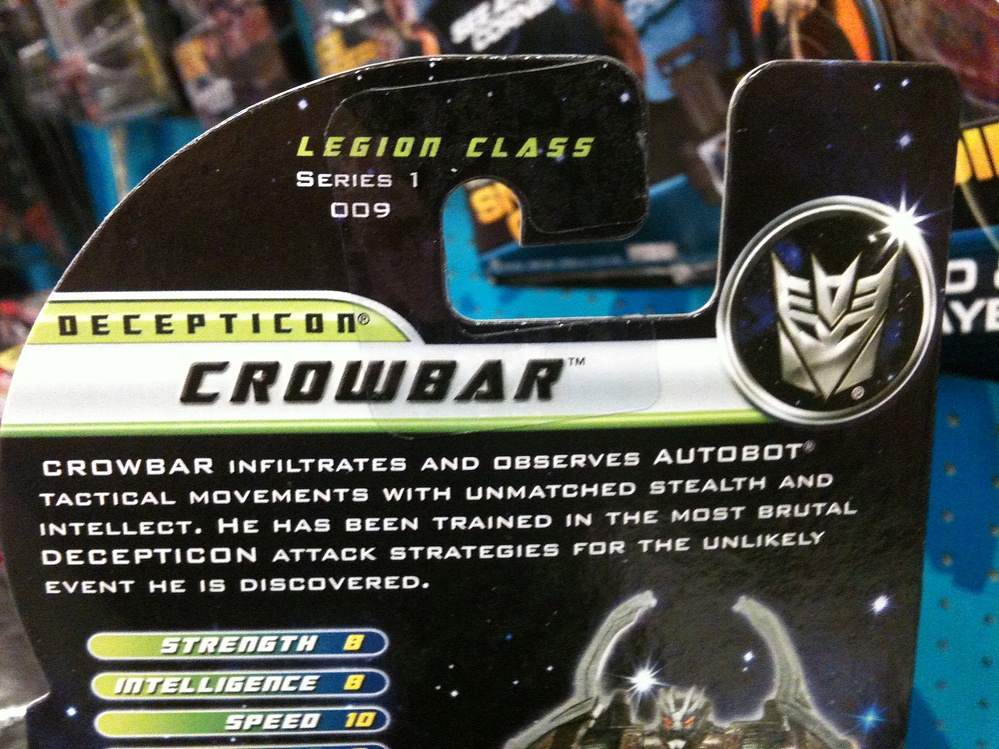 LEGION CLASS
SERIES 1
009
DECEPTICON®
CROWBAR™
®
CROWBAR INFILTRATES AND OBSERVES AUTOBOT®
TACTICAL MOVEMENTS WITH UNMATCHED STEALTH AND
INTELLECT. HE HAS BEEN TRAINED IN THE MOST BRUTAL
DECEPTICON ATTACK STRATEGIES FOR THE UNLIKELY
EVENT HE IS DISCOVERED.
STRENGTH 8
INTELLIGENCE 8
SPEED 10